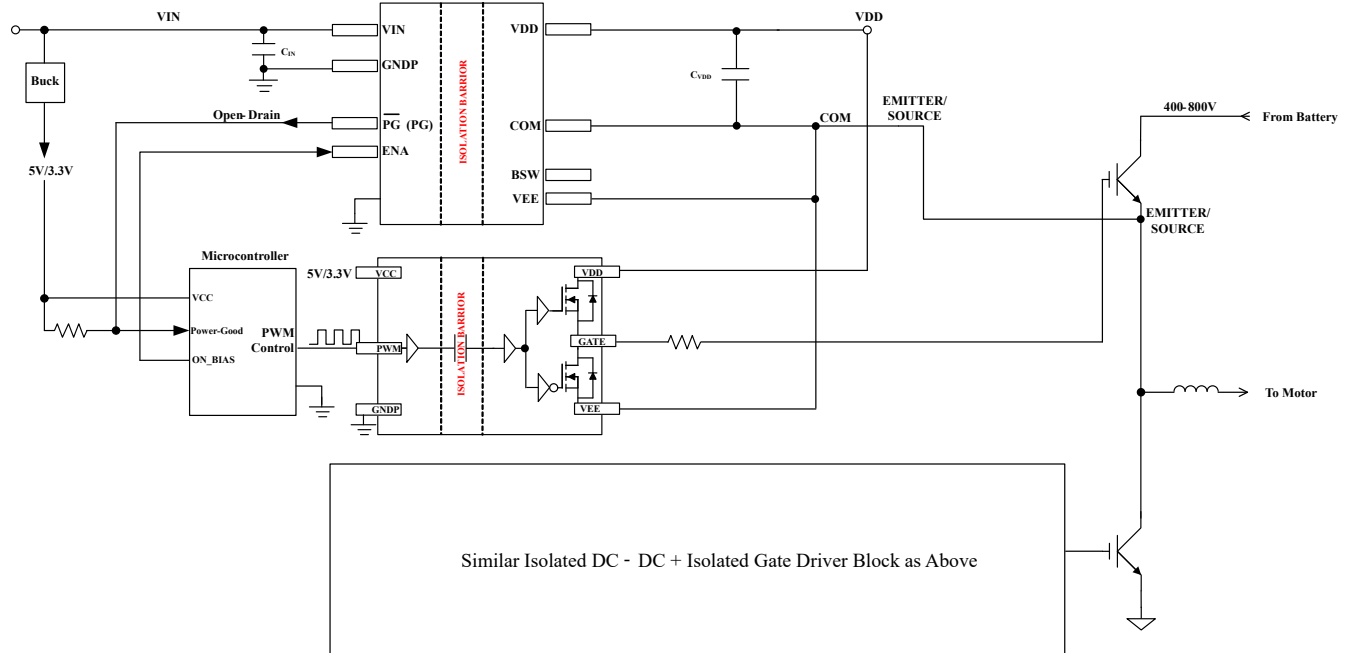 VIN
VDD
VIN
VDD
C_IN
GNDP
ISOLATION BARRIER
C_VDD
Buck
EMITTER/
SOURCE
400-800V
From Battery
Open-Drain
PG (PG)
COM
COM
ENA
5V/3.3V
BSW
VEE
EMITTER/
SOURCE
Microcontroller
5V/3.3V
VCC
VDD
VCC
Power-Good
PWM
Control
ON_BIAS
PWM
ISOLATION BARRIER
GATE
To Motor
GNDP
VEE
Similar Isolated DC - DC + Isolated Gate Driver Block as Above